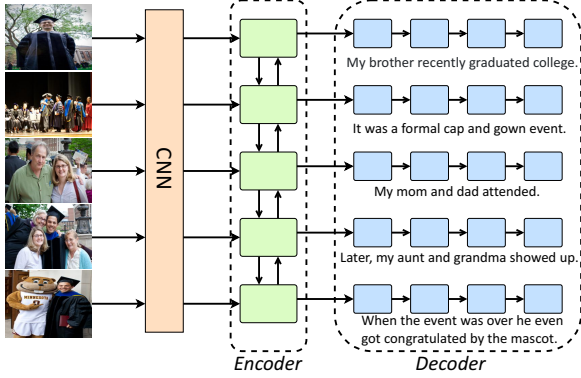 CNN
My brother recently graduated college.
It was a formal cap and gown event.
My mom and dad attended.
Later, my aunt and grandma showed up.
When the event was over he even
got congratulated by the mascot.
Encoder
Decoder